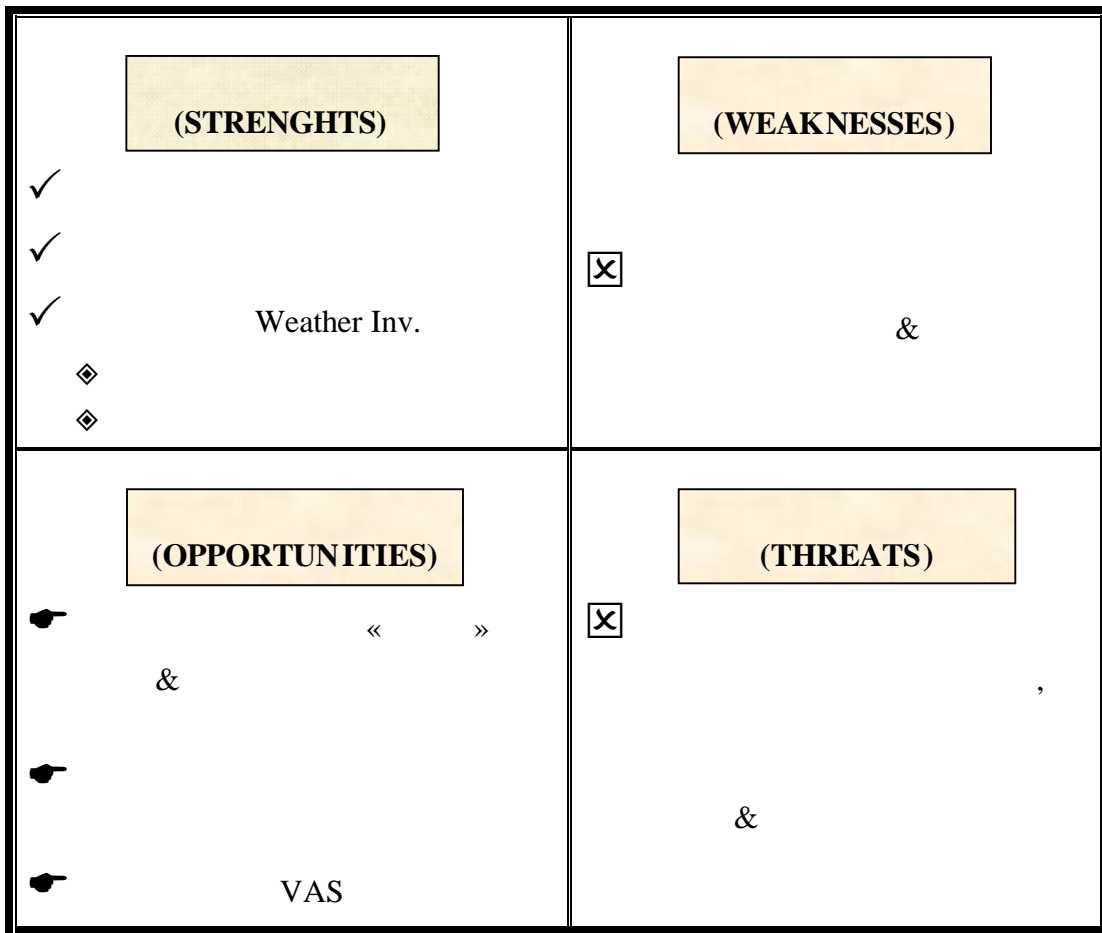 (STRENGHTS)
✓
✓
✓ Weather Inv.
◈
◈
(WEAKNESSES)
☒
&
(OPPORTUNITIES)
☛ « »
&
☛
☛ VAS
(THREATS)
☒
,
&